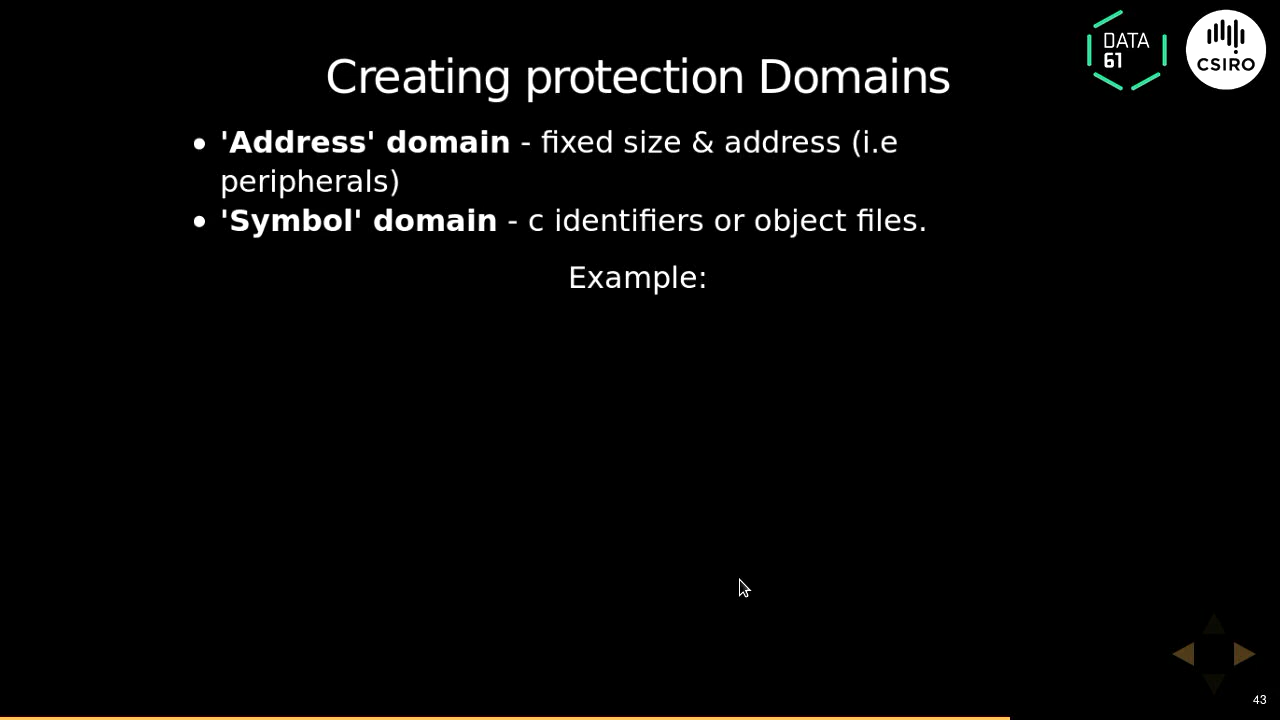 DATA
61
CSIRO
Creating protection Domains
'Address' domain - fixed size & address (i.e
peripherals)
'Symbol' domain - c identifiers or object files.
Example:
43